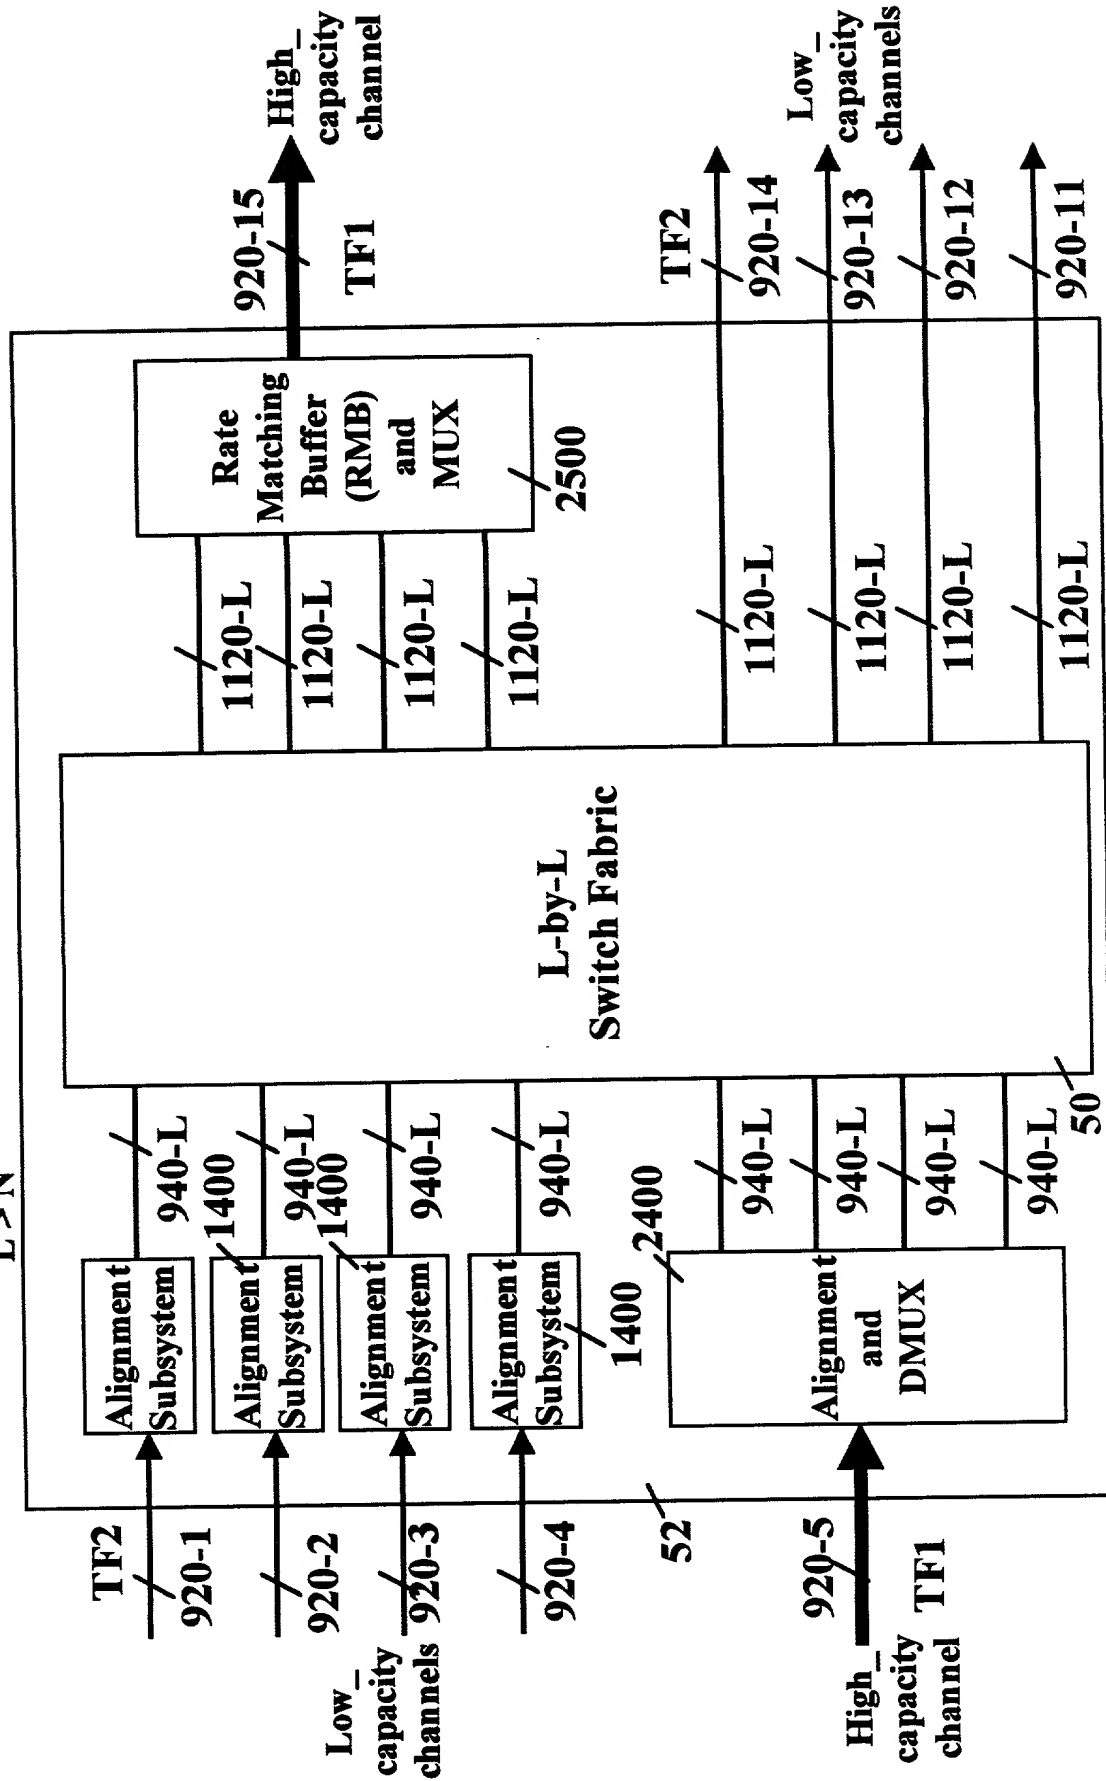 L > N
TF2
920-1
920-2
920-3
920-4
Low_
capacity
channels
Alignment
Subsystem
Alignment
Subsystem
Alignment
Subsystem
Alignment
Subsystem
1400
1400
1400
940-L
940-L
940-L
940-L
52
High_
capacity
channel
920-5
TF1
Alignment
and
DMUX
2400
940-L
940-L
940-L
940-L
L-by-L
Switch Fabric
50
1120-L
1120-L
1120-L
1120-L
Rate
Matching
Buffer
(RMB)
and
MUX
2500
920-15
TF1
High_
capacity
channel
1120-L
1120-L
1120-L
1120-L
TF2
920-14
920-13
920-12
920-11
Low_
capacity
channels